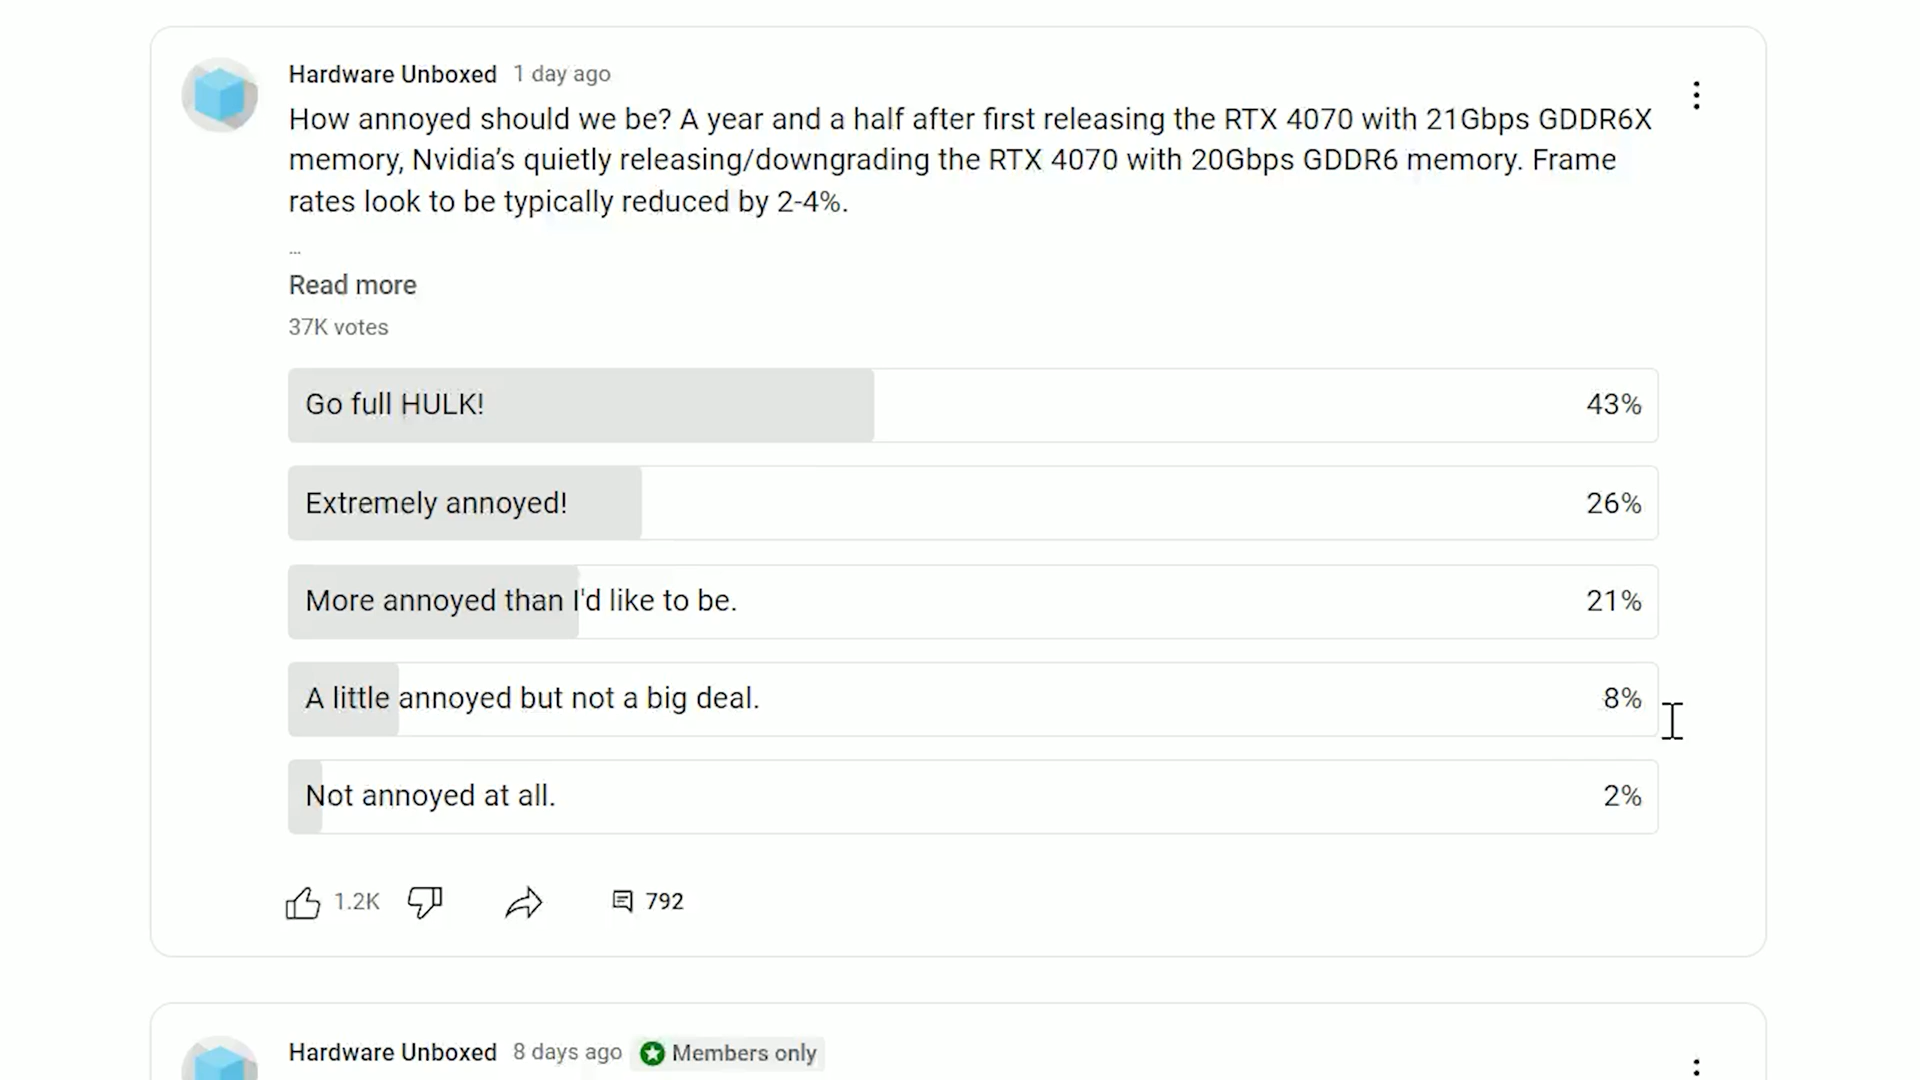 Hardware Unboxed 1 day ago
How annoyed should we be? A year and a half after first releasing the RTX 4070 with 21Gbps GDDR6X
memory, Nvidia’s quietly releasing/downgrading the RTX 4070 with 20Gbps GDDR6 memory. Frame
rates look to be typically reduced by 2-4%.
...
Read more
37K votes
Go full HULK! 43%
Extremely annoyed! 26%
More annoyed than I'd like to be. 21%
A little annoyed but not a big deal. 8%
Not annoyed at all. 2%
1.2K 792
Hardware Unboxed 8 days ago Members only